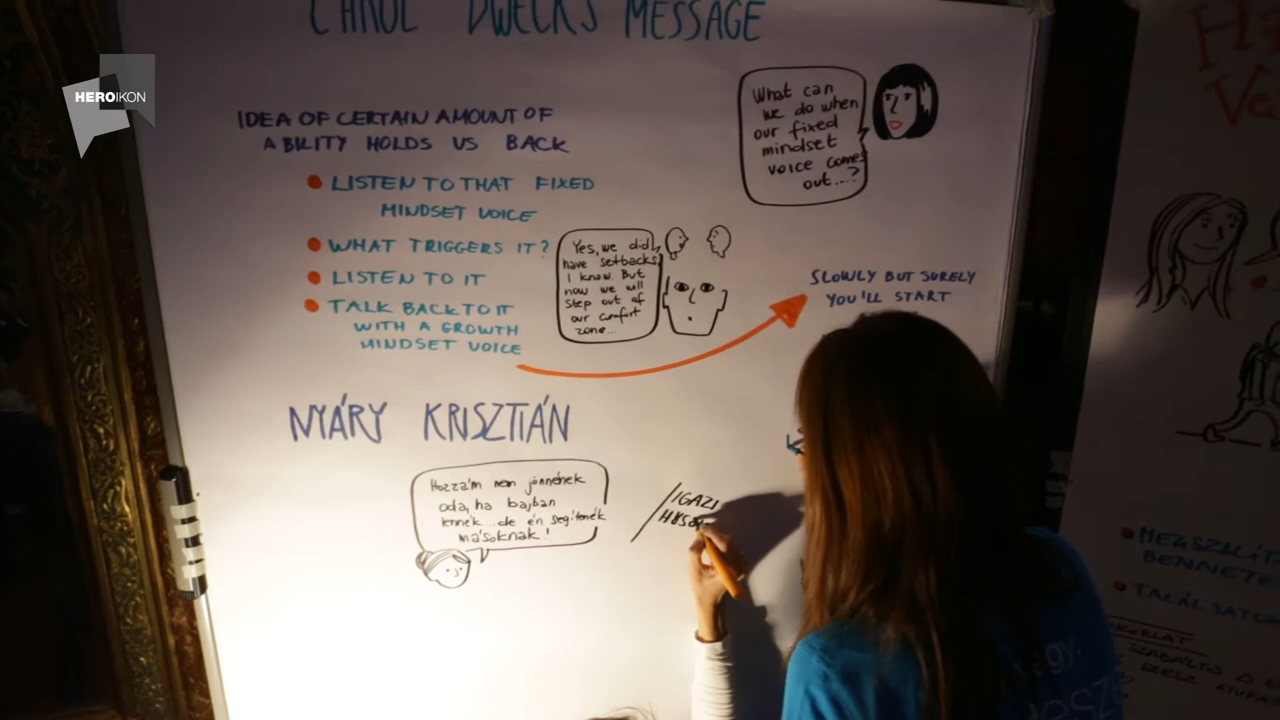 CAROL DWECK'S MESSAGE
HEROIKON
IDEA OF CERTAIN AMOUNT OF
ABILITY HOLDS US BACK
LISTEN TO THAT FIXED
MINDSET VOICE
WHAT TRIGGERS IT?
LISTEN TO IT
TALK BACK TO IT
WITH A GROWTH
MINDSET VOICE
What can
we do when
our fixed
mindset
voice comes
out....?
Yes, we did
have setbacks
I know. But
now we will
step out of
our comfort
zone...
SLOWLY BUT SURELY
YOU'LL START
NYÁRY KRISZTIÁN
Hozzám nem jönnének
oda, ha bajban
lennék...de én segítenék
másoknak!
IGAZI
HŐSÖ
MEGSZALÍT
BENNETE
TALÁLJATO